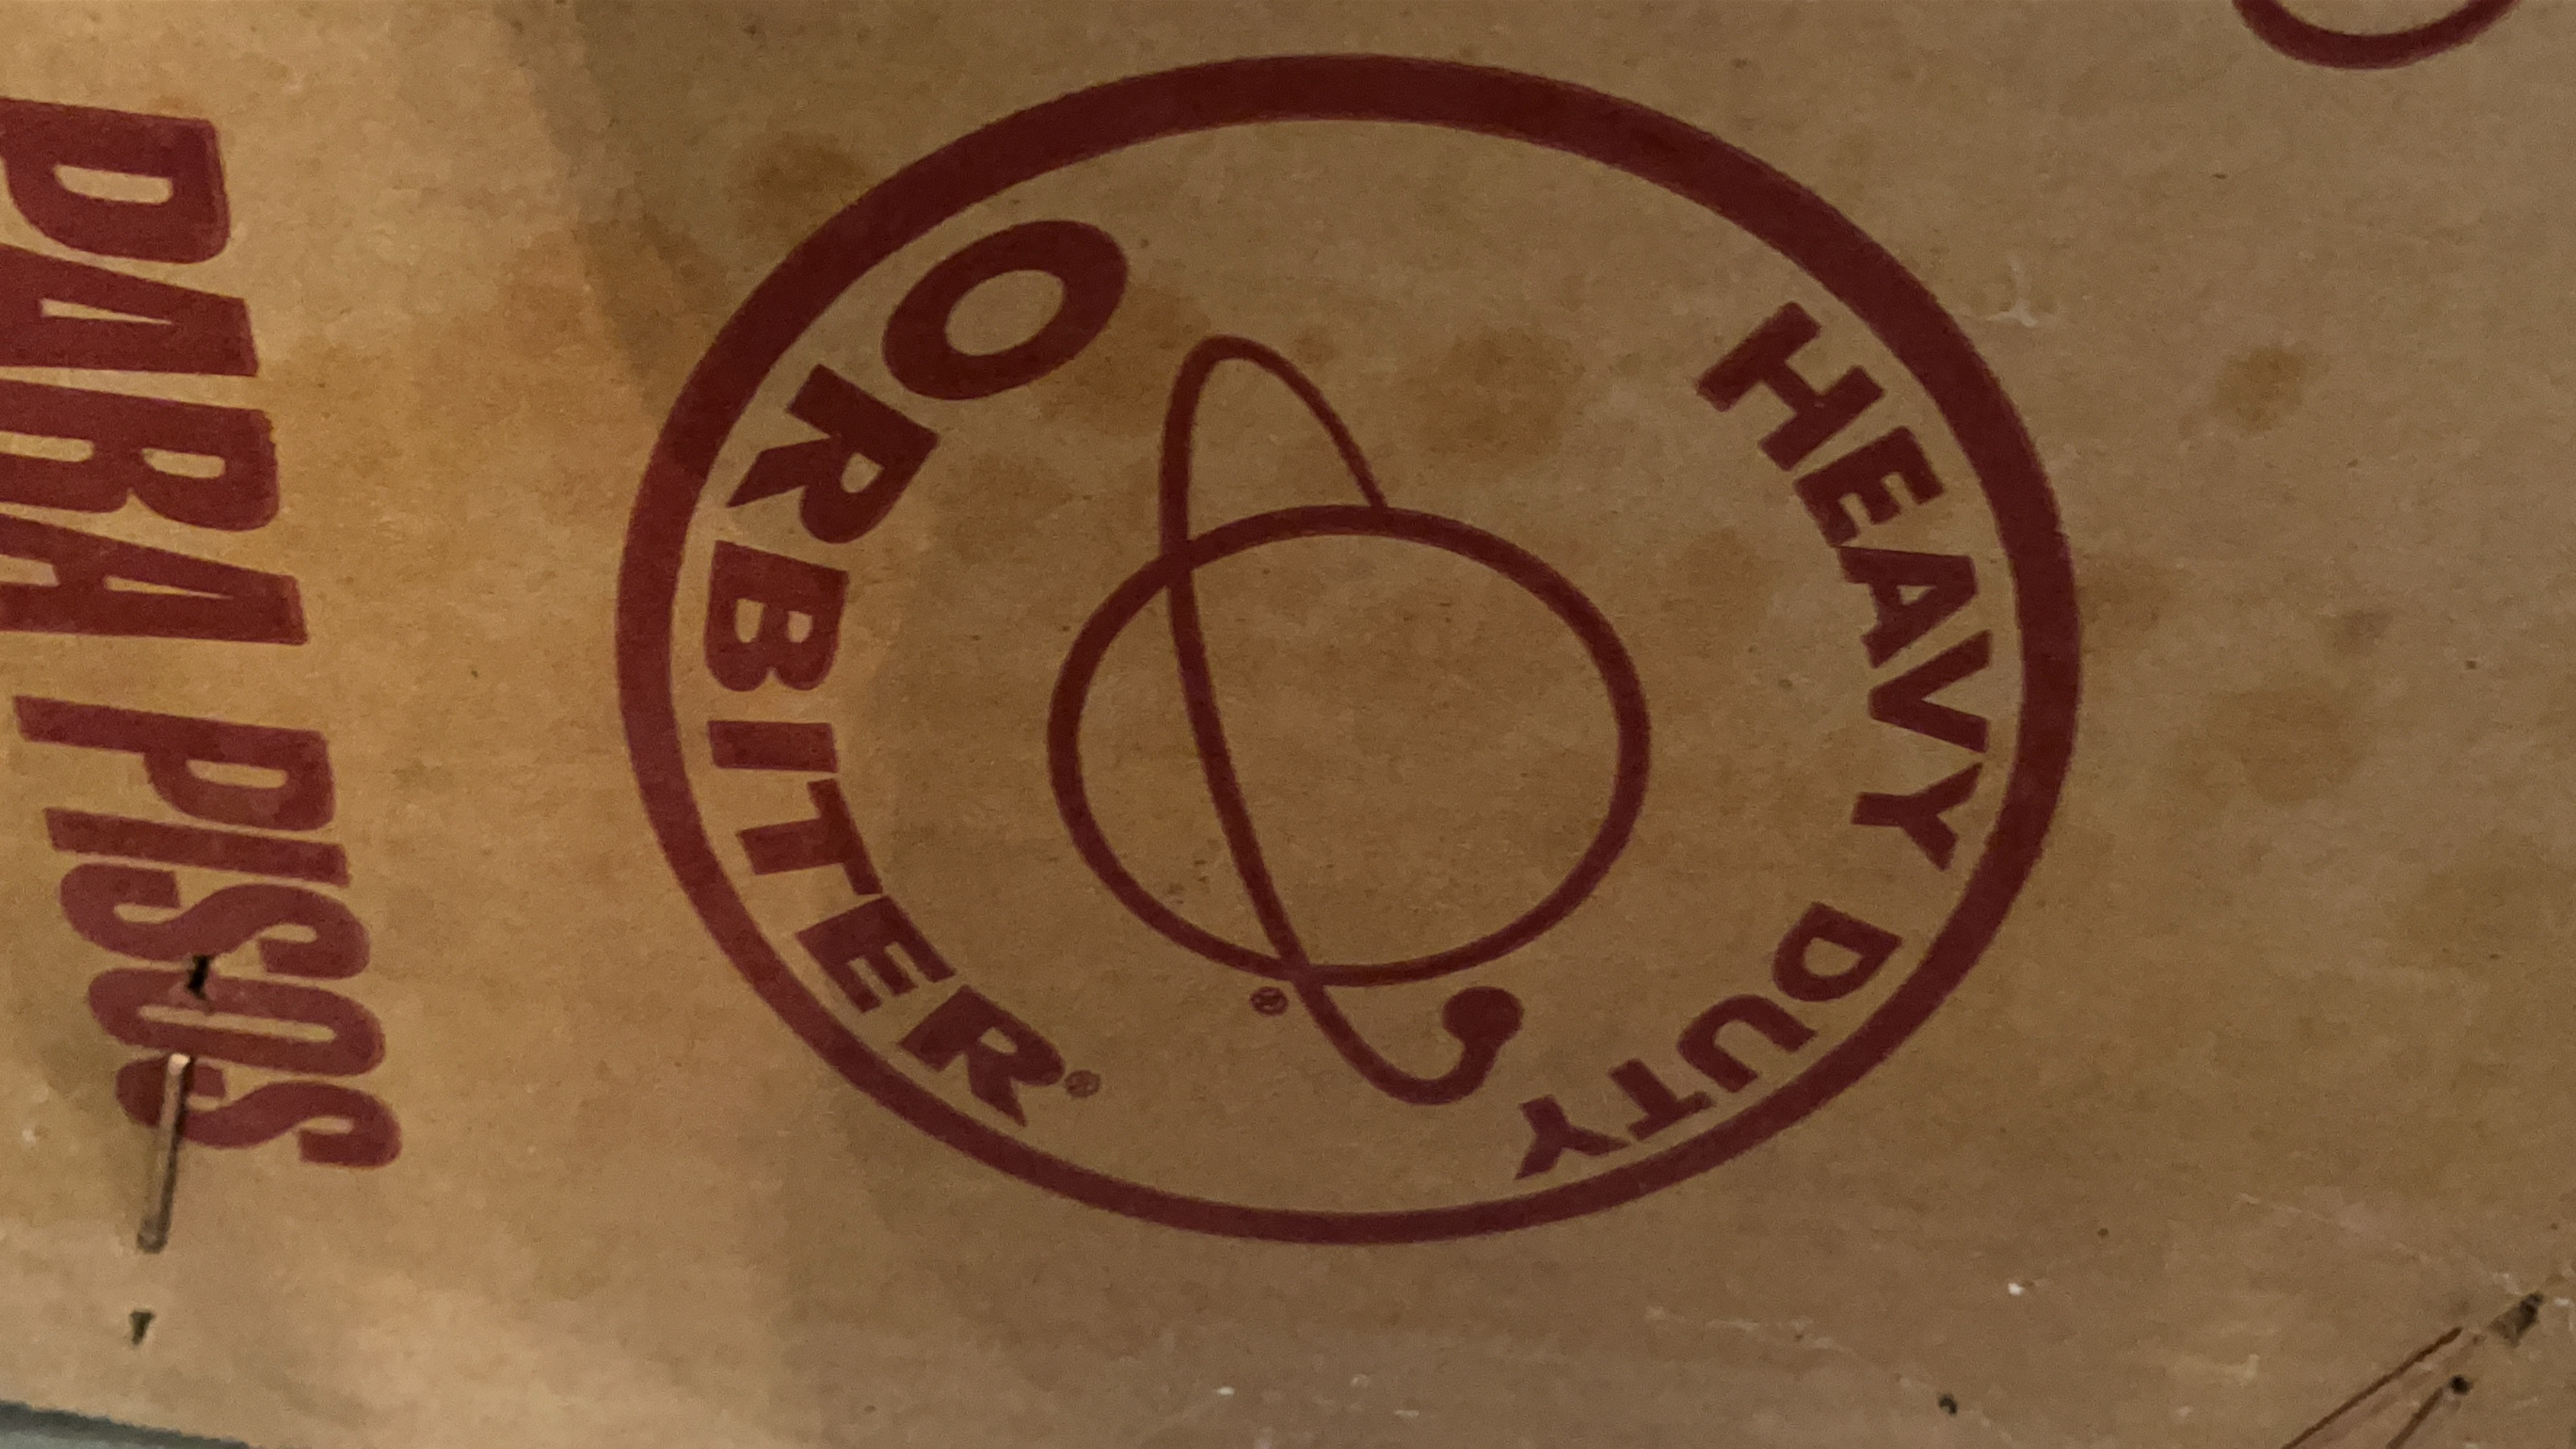 HEAVY DUTY
ORBITER®
®
PARA PISOS